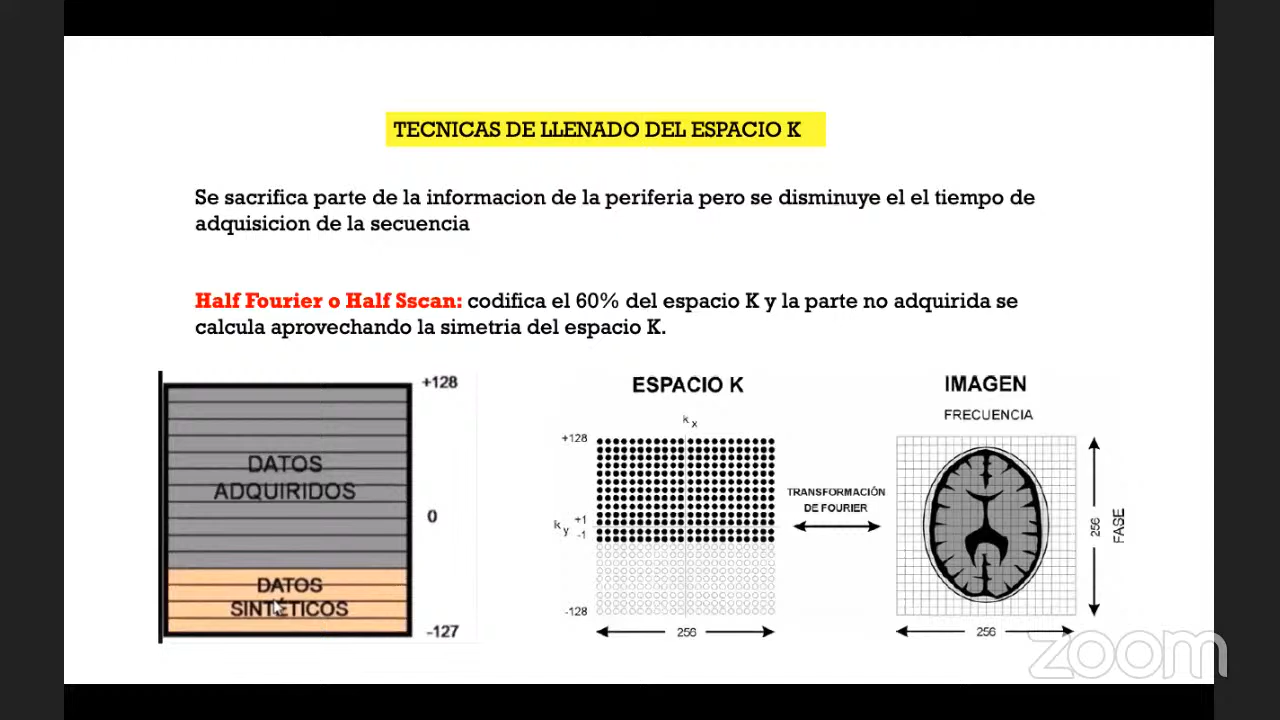 TECNICAS DE LLENADO DEL ESPACIO K
Se sacrifica parte de la informacion de la periferia pero se disminuye el el tiempo de
adquisicion de la secuencia
Half Fourier o Half Sscan: codifica el 60% del espacio K y la parte no adquirida se
calcula aprovechando la simetria del espacio K.
+128
DATOS
ADQUIRIDOS
0
DATOS
SINTÉTICOS
-127
ESPACIO K
k x
+128
k y
+1
-1
-128
256
TRANSFORMACIÓN
DE FOURIER
IMAGEN
FRECUENCIA
256
FASE
256
zoom